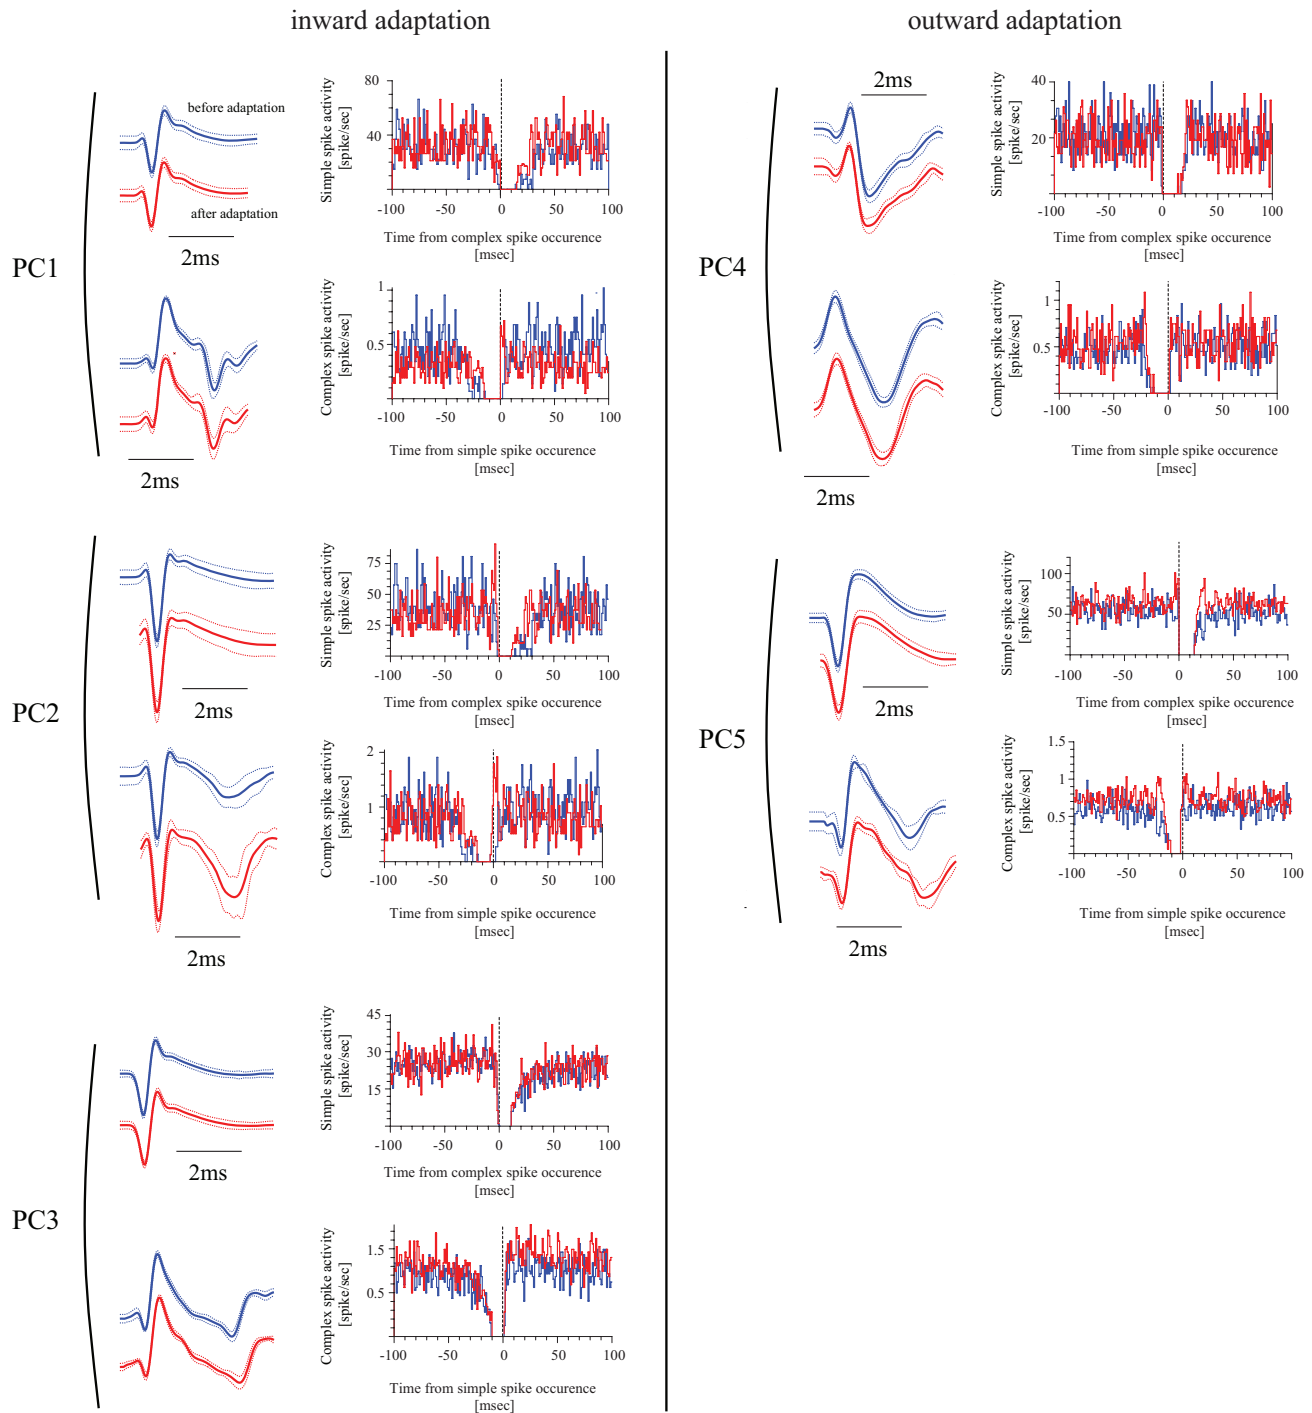 inward adaptation
outward adaptation
PC1
before adaptation
after adaptation
2ms
2ms
Simple spike activity
[spike/sec]
80
40
-100 -50 0 50 100
Time from complex spike occurence
[msec]
Complex spike activity
[spike/sec]
1
0.5
-100 -50 0 50 100
Time from simple spike occurence
[msec]
PC2
2ms
2ms
Simple spike activity
[spike/sec]
75
50
25
-100 -50 0 50 100
Time from complex spike occurence
[msec]
Complex spike activity
[spike/sec]
2
1
-100 -50 0 50 100
Time from simple spike occurence
[msec]
PC3
2ms
Simple spike activity
[spike/sec]
45
30
15
-100 -50 0 50 100
Time from complex spike occurence
[msec]
Complex spike activity
[spike/sec]
1.5
0.5
-100 -50 0 50 100
Time from simple spike occurence
[msec]
PC4
2ms
2ms
Simple spike activity
[spike/sec]
40
20
-100 -50 0 50 100
Time from complex spike occurence
[msec]
Complex spike activity
[spike/sec]
1
0.5
-100 -50 0 50 100
Time from simple spike occurence
[msec]
PC5
2ms
2ms
Simple spike activity
[spike/sec]
100
50
-100 -50 0 50 100
Time from complex spike occurence
[msec]
Complex spike activity
[spike/sec]
1.5
1
0.5
-100 -50 0 50 100
Time from simple spike occurence
[msec]